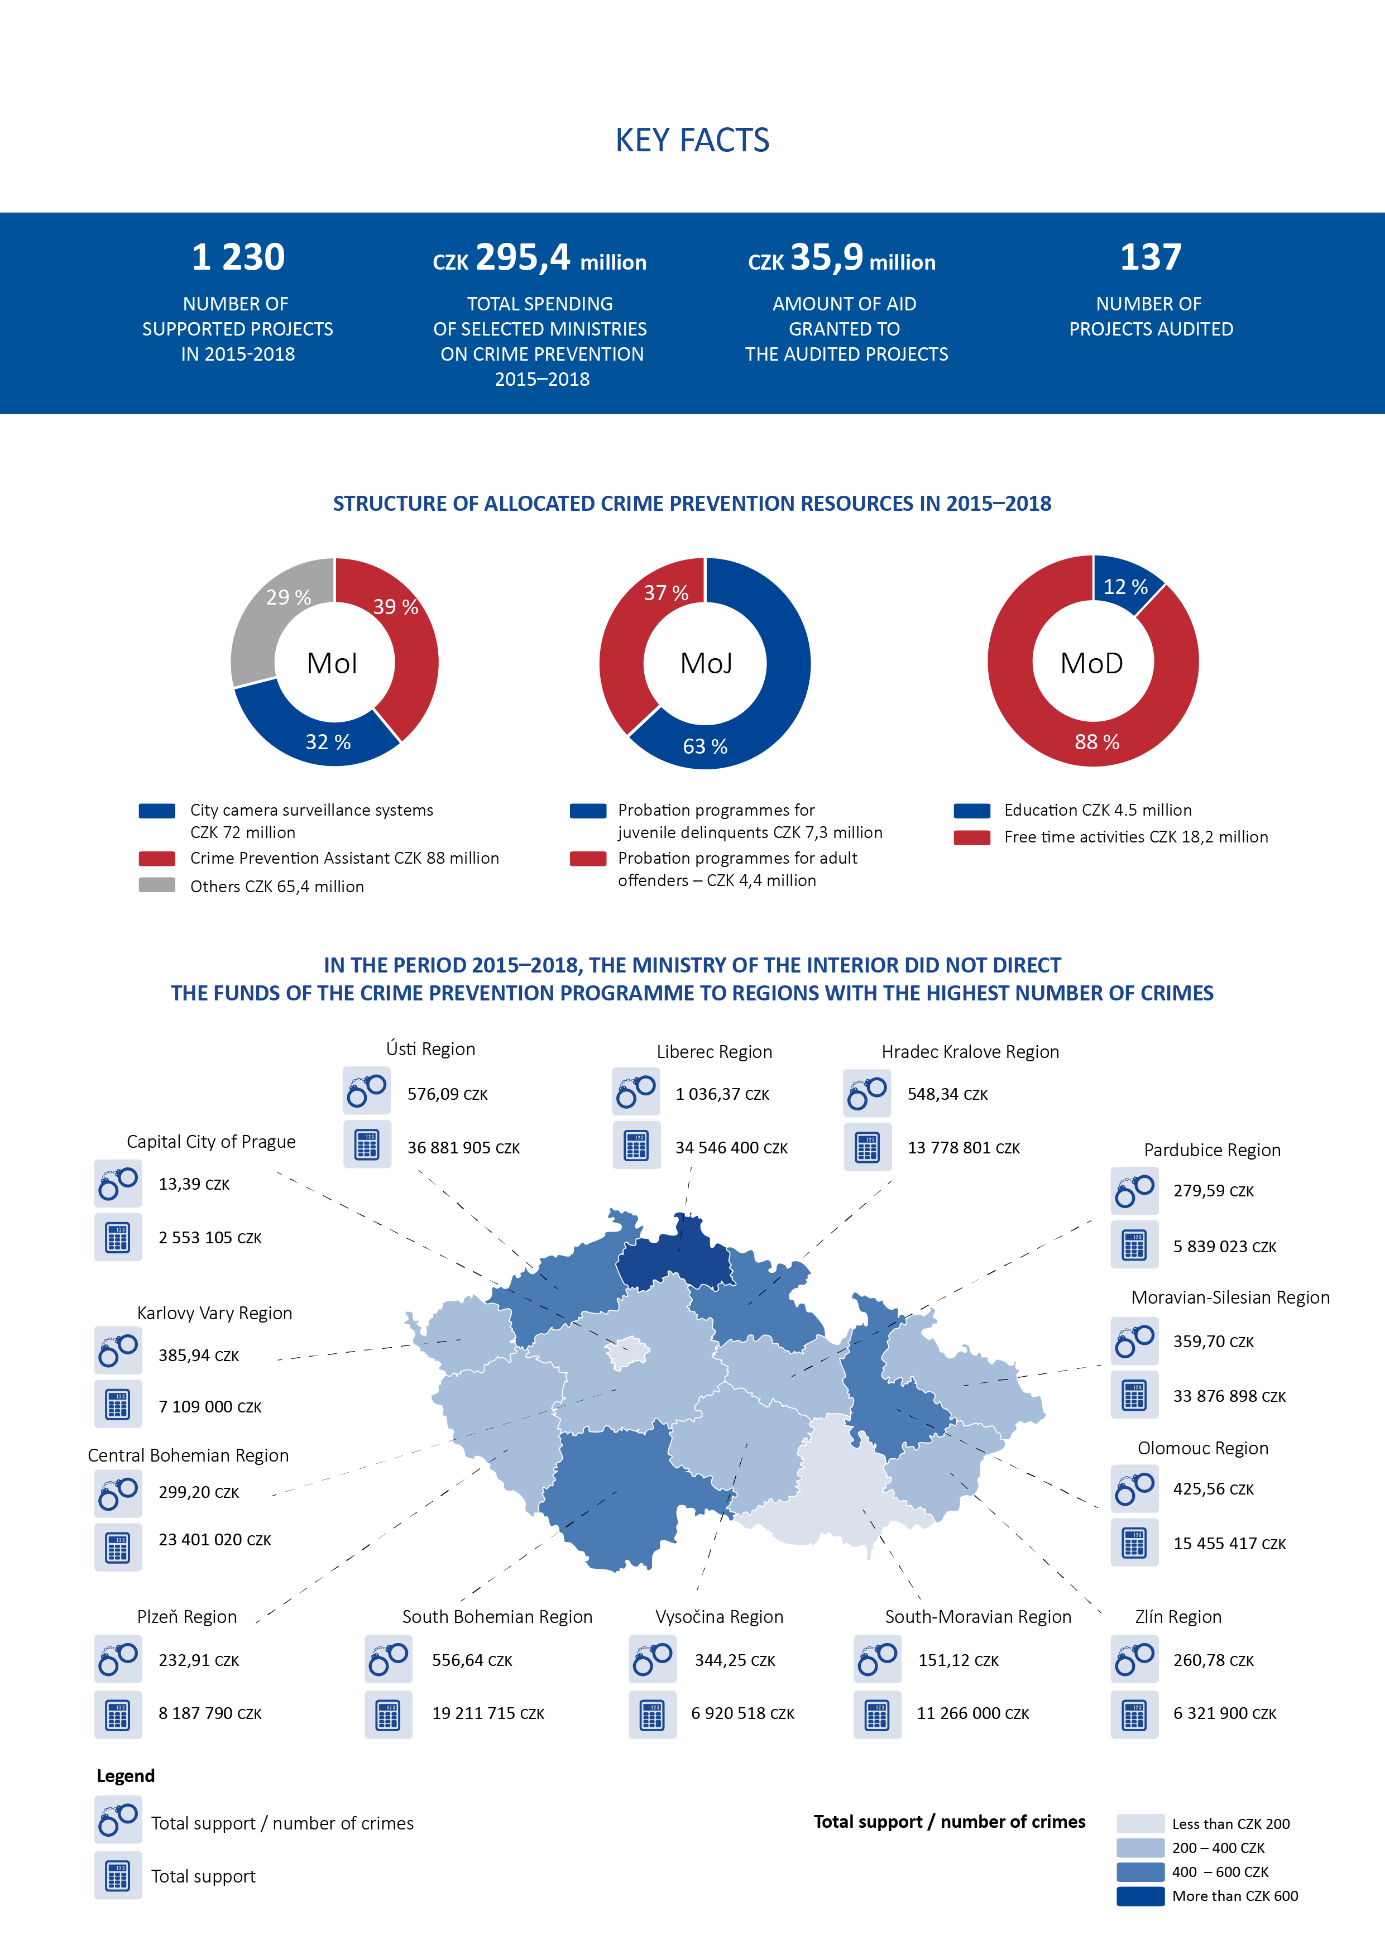 KEY FACTS
1 230
NUMBER OF
SUPPORTED PROJECTS
IN 2015-2018
CZK 295,4 million
TOTAL SPENDING
OF SELECTED MINISTRIES
ON CRIME PREVENTION
2015–2018
CZK 35,9 million
AMOUNT OF AID
GRANTED TO
THE AUDITED PROJECTS
137
NUMBER OF
PROJECTS AUDITED
STRUCTURE OF ALLOCATED CRIME PREVENTION RESOURCES IN 2015–2018
29 %
39 %
MoI
32 %
37 %
MoJ
63 %
12 %
MoD
88 %
City camera surveillance systems
CZK 72 million
Crime Prevention Assistant CZK 88 million
Others CZK 65,4 million
Probation programmes for
juvenile delinquents CZK 7,3 million
Probation programmes for adult
offenders – CZK 4,4 million
Education CZK 4.5 million
Free time activities CZK 18,2 million
IN THE PERIOD 2015–2018, THE MINISTRY OF THE INTERIOR DID NOT DIRECT
THE FUNDS OF THE CRIME PREVENTION PROGRAMME TO REGIONS WITH THE HIGHEST NUMBER OF CRIMES
Ústi Region
576,09 CZK
36 881 905 CZK
Liberec Region
1 036,37 CZK
34 546 400 CZK
Hradec Kralove Region
548,34 CZK
13 778 801 CZK
Capital City of Prague
13,39 CZK
2 553 105 CZK
Pardubice Region
279,59 CZK
5 839 023 CZK
Karlovy Vary Region
385,94 CZK
7 109 000 CZK
Moravian-Silesian Region
359,70 CZK
33 876 898 CZK
Central Bohemian Region
299,20 CZK
23 401 020 CZK
Olomouc Region
425,56 CZK
15 455 417 CZK
Plzeň Region
232,91 CZK
8 187 790 CZK
South Bohemian Region
556,64 CZK
19 211 715 CZK
Vysočina Region
344,25 CZK
6 920 518 CZK
South-Moravian Region
151,12 CZK
11 266 000 CZK
Zlín Region
260,78 CZK
6 321 900 CZK
Legend
Total support / number of crimes
Total support
Total support / number of crimes
Less than CZK 200
200 – 400 CZK
400 – 600 CZK
More than CZK 600